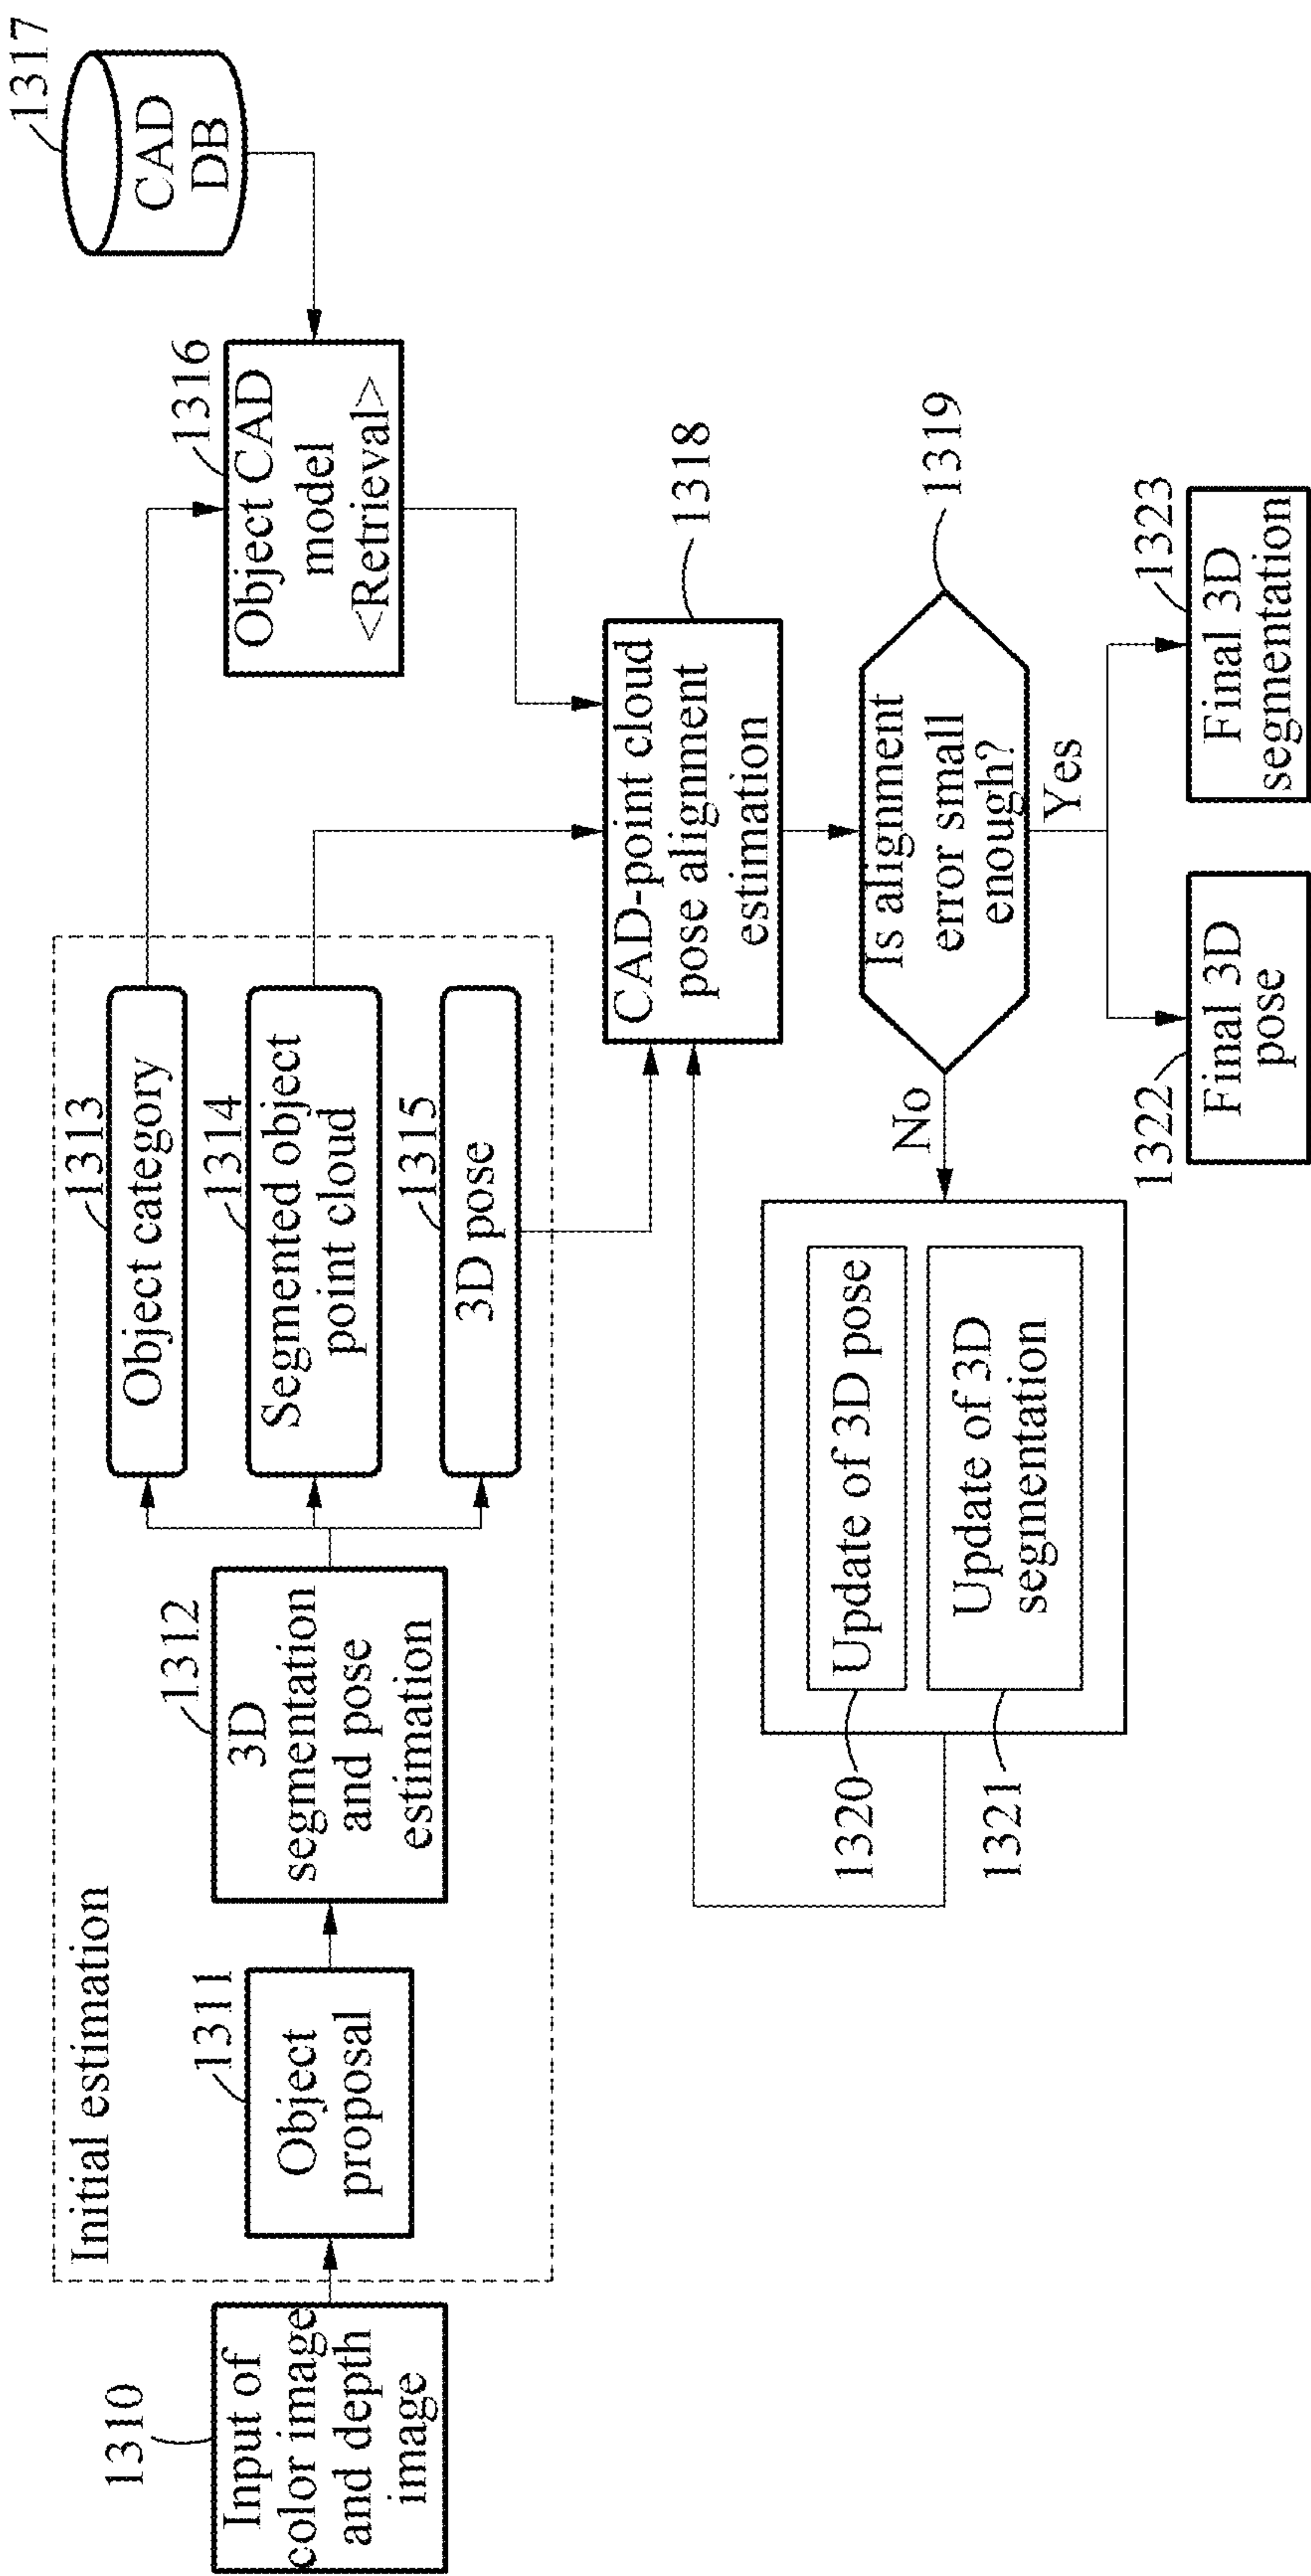 Initial estimation
1310
Input of
color image
and depth
image
1311
Object
proposal
1312
3D
segmentation
and pose
estimation
1313
Object category
1314
Segmented object
point cloud
1315
3D pose
1316
Object CAD
model
<Retrieval>
1317
CAD
DB
CAD-point cloud
pose alignment
estimation
1318
Is alignment
error small
enough?
1319
No
Yes
Update of 3D pose
1320
Update of 3D
segmentation
1321
1322
Final 3D
pose
1323
Final 3D
segmentation